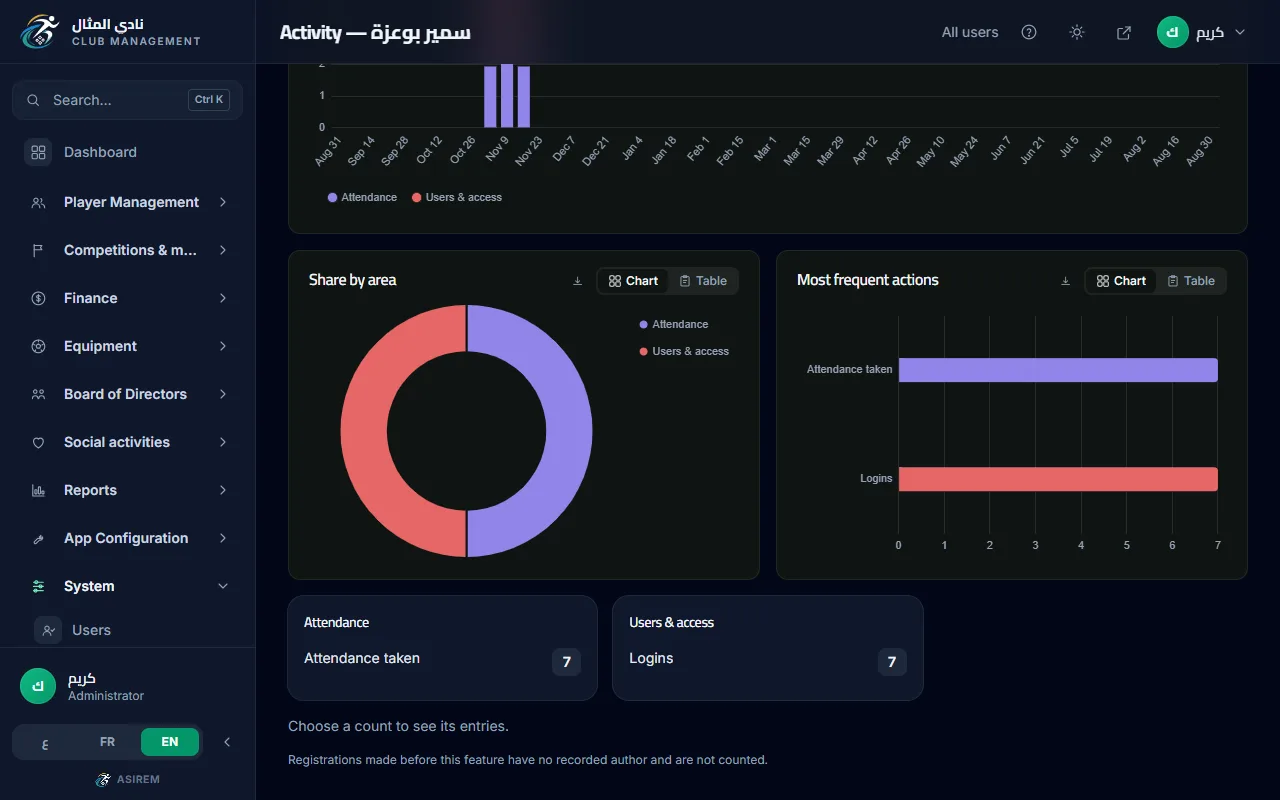 نادي المثال
CLUB MANAGEMENT
Activity — سمير بوعزة
All users
ك
كريم
Search...
Ctrl K
Dashboard
Player Management
Competitions & m...
Finance
Equipment
Board of Directors
Social activities
Reports
App Configuration
System
Users
ك
كريم
Administrator
ع
FR
EN
ASIREM
2
1
0
Aug 31 Sep 14 Sep 28 Oct 12 Oct 26 Nov 9 Nov 23 Dec 7 Dec 21 Jan 4 Jan 18 Feb 1 Feb 15 Mar 1 Mar 15 Mar 29 Apr 12 Apr 26 May 10 May 24 Jun 7 Jun 21 Jul 5 Jul 19 Aug 2 Aug 16 Aug 30
Attendance Users & access
Share by area
Chart Table
Attendance
Users & access
Most frequent actions
Chart Table
Attendance taken
Logins
0 1 2 3 4 5 6 7
Attendance
Attendance taken 7
Users & access
Logins 7
Choose a count to see its entries.
Registrations made before this feature have no recorded author and are not counted.